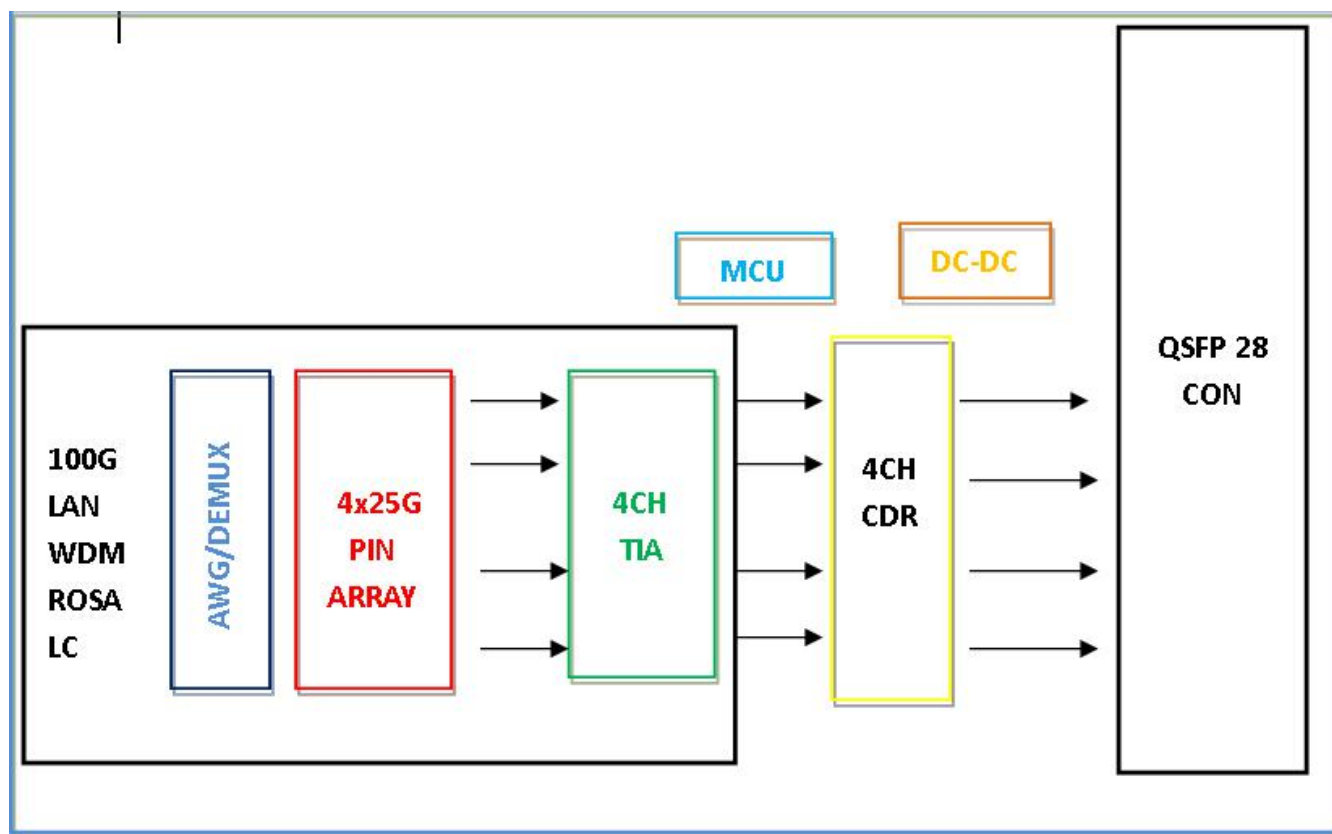 MCU
DC-DC
QSFP 28
CON
100G
LAN
WDM
ROSA
LC
AWG/DEMUX
4x25G
PIN
ARRAY
4CH
TIA
4CH
CDR